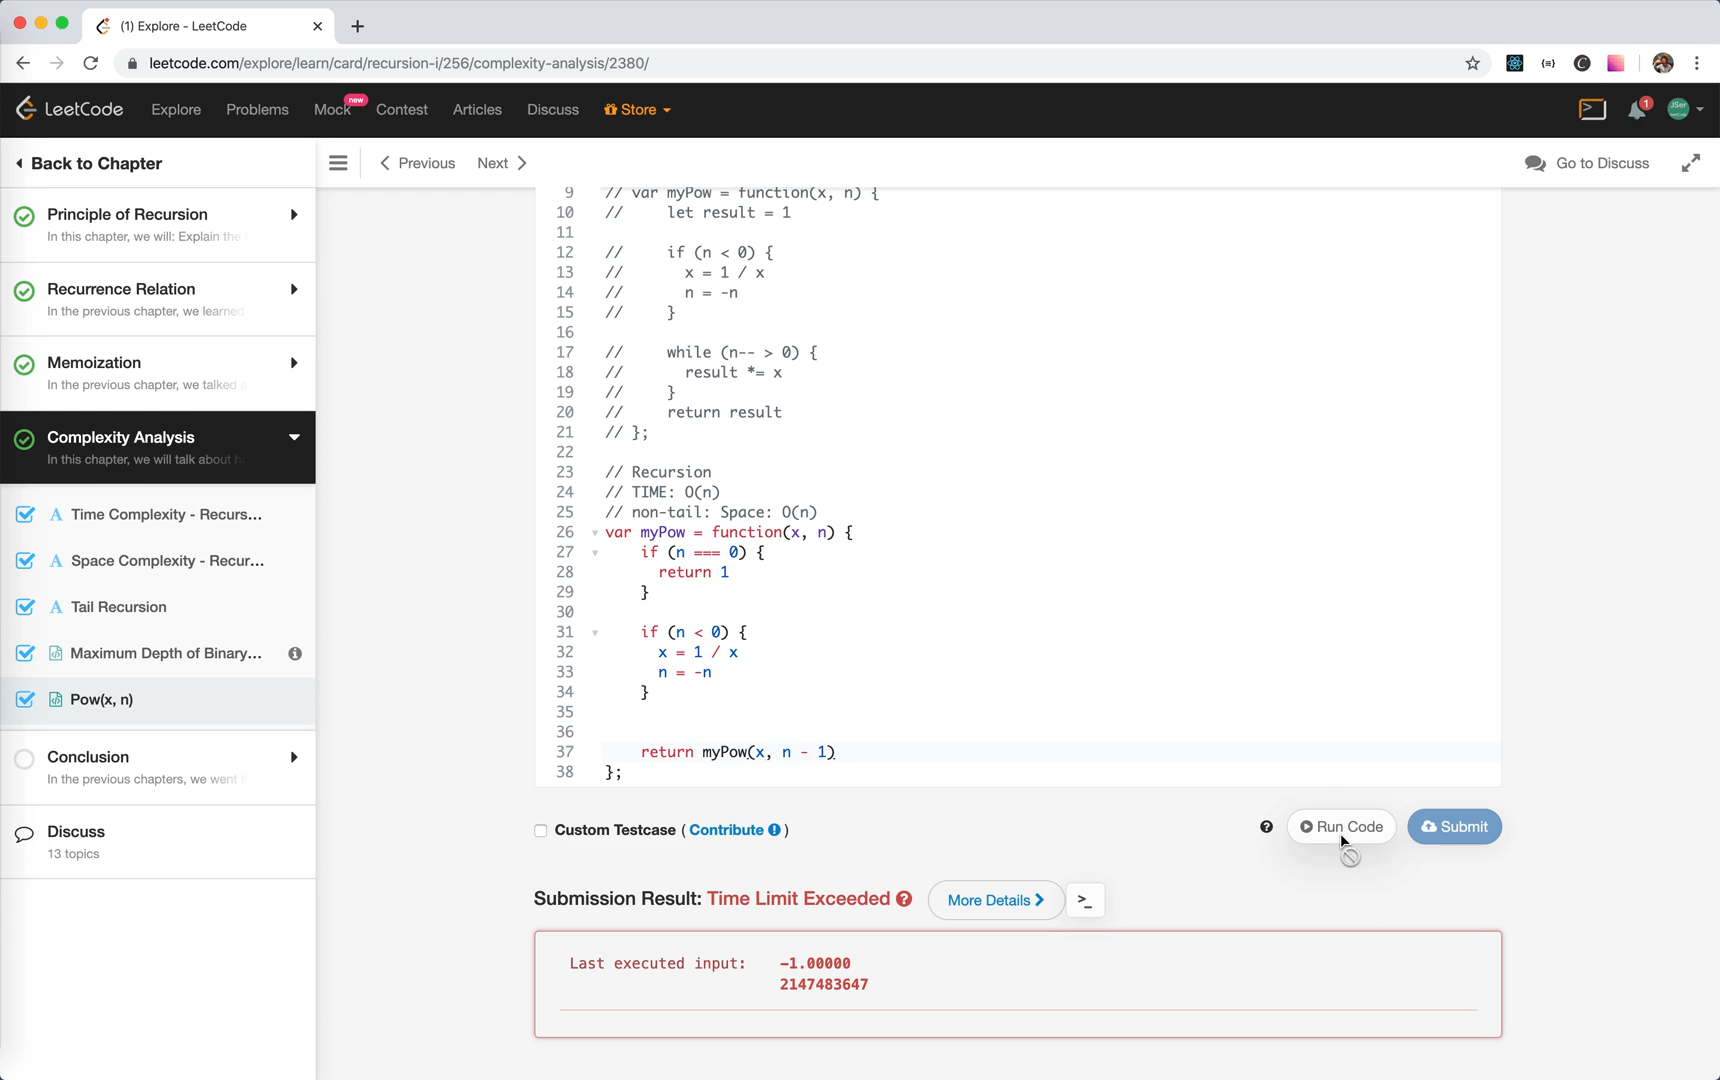 (1) Explore - LeetCode
leetcode.com/explore/learn/card/recursion-i/256/complexity-analysis/2380/
LeetCode
Explore
Problems
Mock
new
Contest
Articles
Discuss
Store
1
JSer
Back to Chapter
Previous
Next
Go to Discuss
Principle of Recursion
In this chapter, we will: Explain the
Recurrence Relation
In the previous chapter, we learned
Memoization
In the previous chapter, we talked a
Complexity Analysis
In this chapter, we will talk about ho
A Time Complexity - Recurs...
A Space Complexity - Recur...
A Tail Recursion
Maximum Depth of Binary...
Pow(x, n)
Conclusion
In the previous chapters, we went t
Discuss
13 topics
9 // var myPow = function(x, n) {
10 //     let result = 1
11
12 //     if (n < 0) {
13 //       x = 1 / x
14 //       n = -n
15 //     }
16
17 //     while (n-- > 0) {
18 //       result *= x
19 //     }
20 //     return result
21 // };
22
23 // Recursion
24 // TIME: O(n)
25 // non-tail: Space: O(n)
26 var myPow = function(x, n) {
27     if (n === 0) {
28       return 1
29     }
30
31     if (n < 0) {
32       x = 1 / x
33       n = -n
34     }
35
36
37     return myPow(x, n - 1)
38 };
Custom Testcase ( Contribute )
Run Code
Submit
Submission Result: Time Limit Exceeded
More Details
>_
Last executed input: -1.00000
2147483647